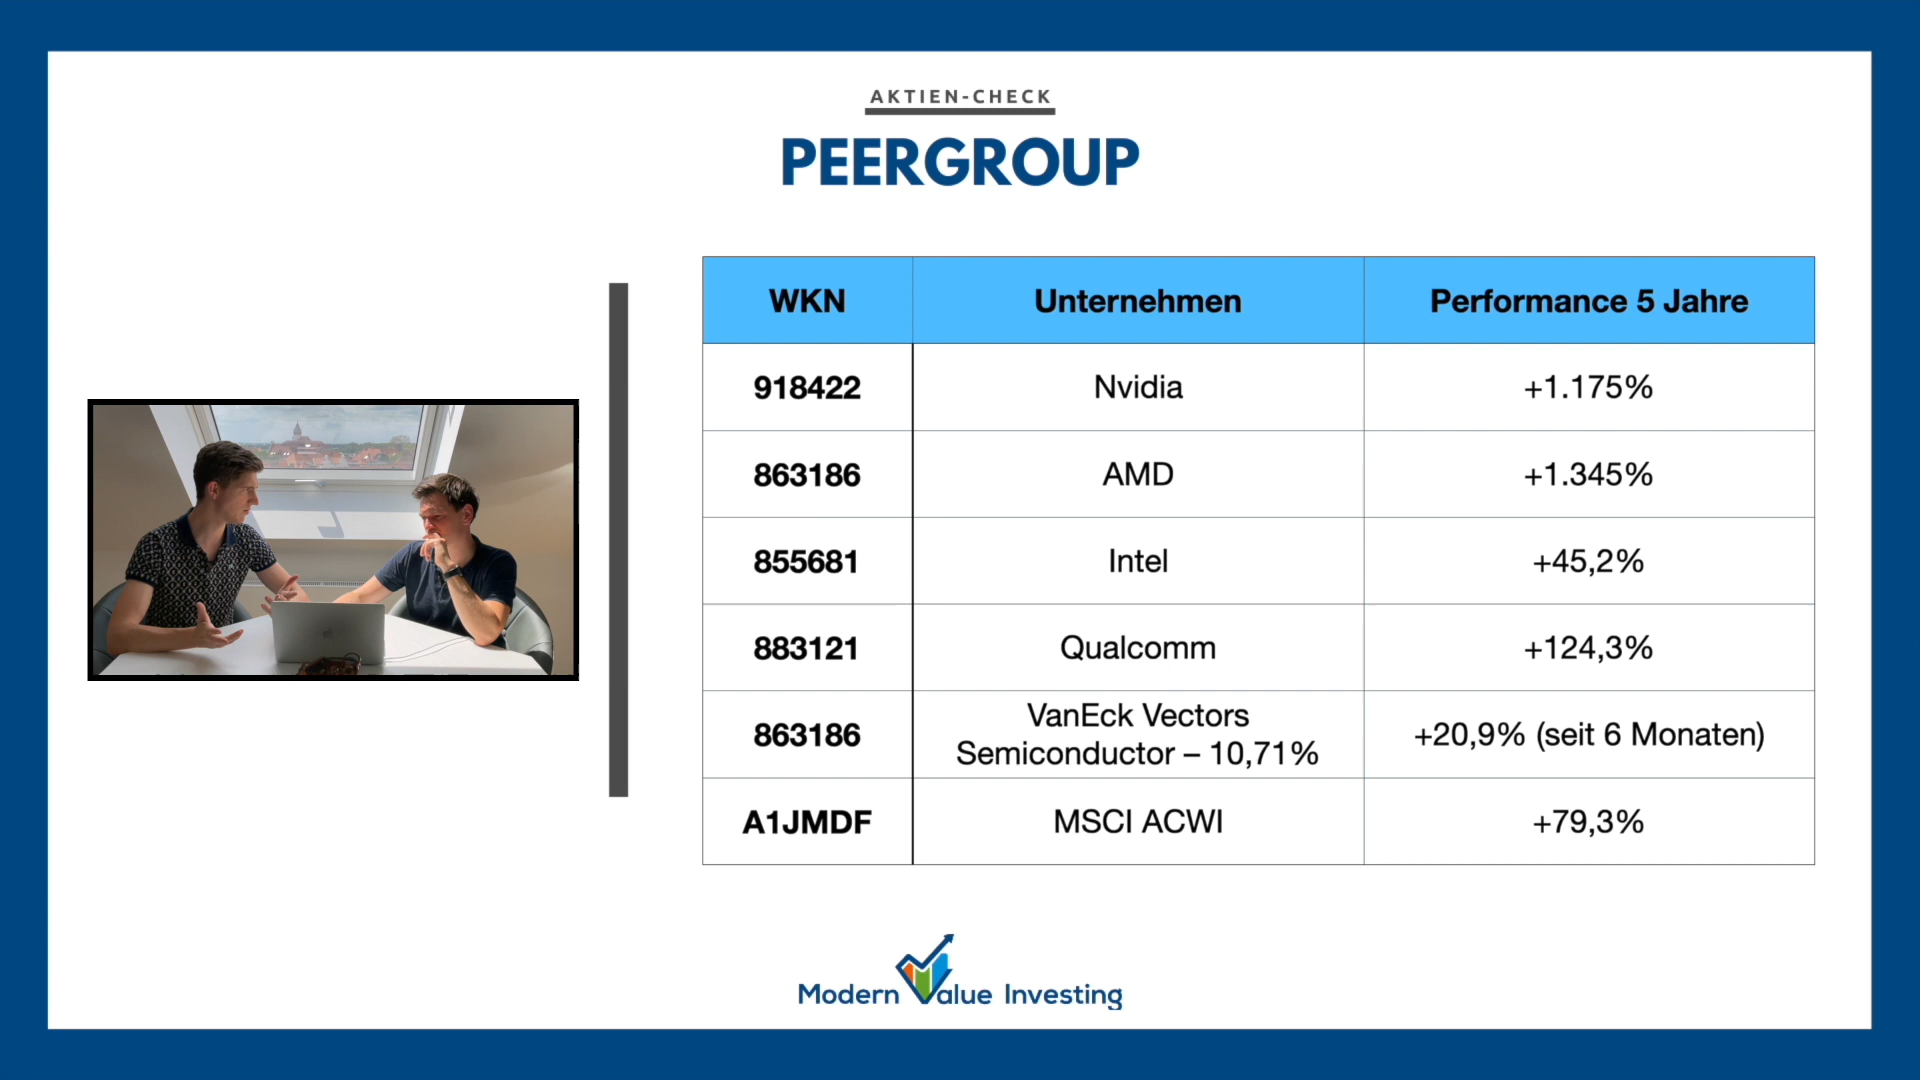 AKTIEN-CHECK
PEERGROUP
WKN Unternehmen Performance 5 Jahre
918422 Nvidia +1.175%
863186 AMD +1.345%
855681 Intel +45,2%
883121 Qualcomm +124,3%
863186 VanEck Vectors
Semiconductor – 10,71% +20,9% (seit 6 Monaten)
A1JMDF MSCI ACWI +79,3%
Modern Value Investing